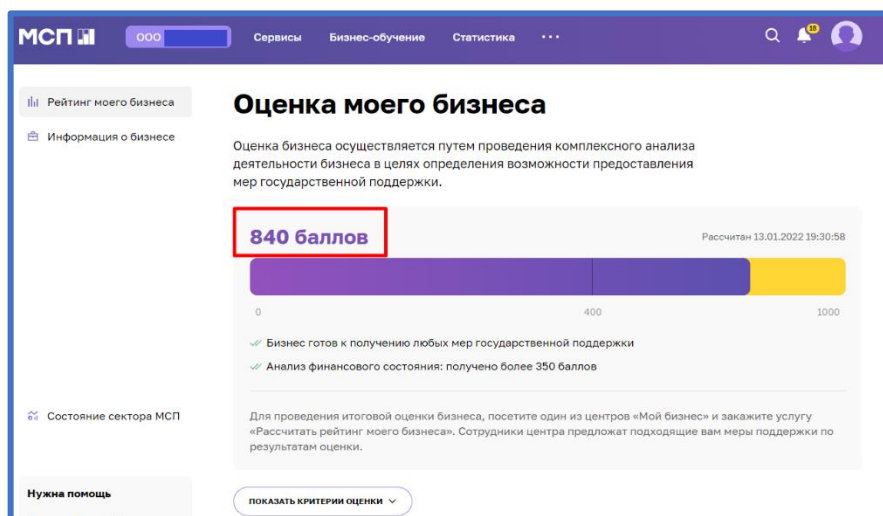 МСП
ООО
Сервисы
Бизнес-обучение
Статистика
18
Рейтинг моего бизнеса
Информация о бизнесе
Оценка моего бизнеса
Оценка бизнеса осуществляется путем проведения комплексного анализа
деятельности бизнеса в целях определения возможности предоставления
мер государственной поддержки.
840 баллов
Рассчитан 13.01.2022 19:30:58
0
400
1000
Бизнес готов к получению любых мер государственной поддержки
Анализ финансового состояния: получено более 350 баллов
Состояние сектора МСП
Для проведения итоговой оценки бизнеса, посетите один из центров «Мой бизнес» и закажите услугу
«Рассчитать рейтинг моего бизнеса». Сотрудники центра предложат подходящие вам меры поддержки по
результатам оценки.
Нужна помощь
ПОКАЗАТЬ КРИТЕРИИ ОЦЕНКИ